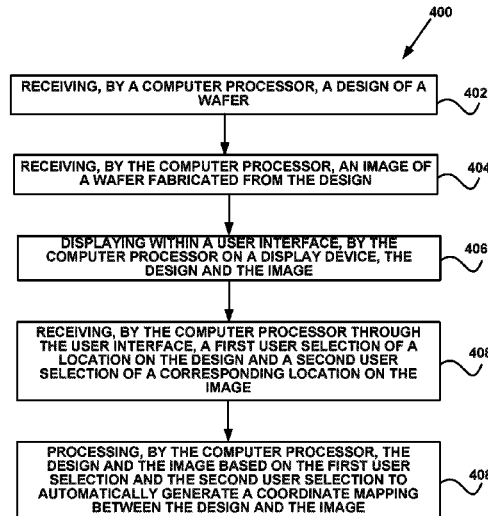 400
RECEIVING, BY A COMPUTER PROCESSOR, A DESIGN OF A
WAFER
402
RECEIVING, BY THE COMPUTER PROCESSOR, AN IMAGE OF
A WAFER FABRICATED FROM THE DESIGN
404
DISPLAYING WITHIN A USER INTERFACE, BY THE
COMPUTER PROCESSOR ON A DISPLAY DEVICE, THE
DESIGN AND THE IMAGE
406
RECEIVING, BY THE COMPUTER PROCESSOR THROUGH
THE USER INTERFACE, A FIRST USER SELECTION OF A
LOCATION ON THE DESIGN AND A SECOND USER
SELECTION OF A CORRESPONDING LOCATION ON THE
IMAGE
408
PROCESSING, BY THE COMPUTER PROCESSOR, THE
DESIGN AND THE IMAGE BASED ON THE FIRST USER
SELECTION AND THE SECOND USER SELECTION TO
AUTOMATICALLY GENERATE A COORDINATE MAPPING
BETWEEN THE DESIGN AND THE IMAGE
408